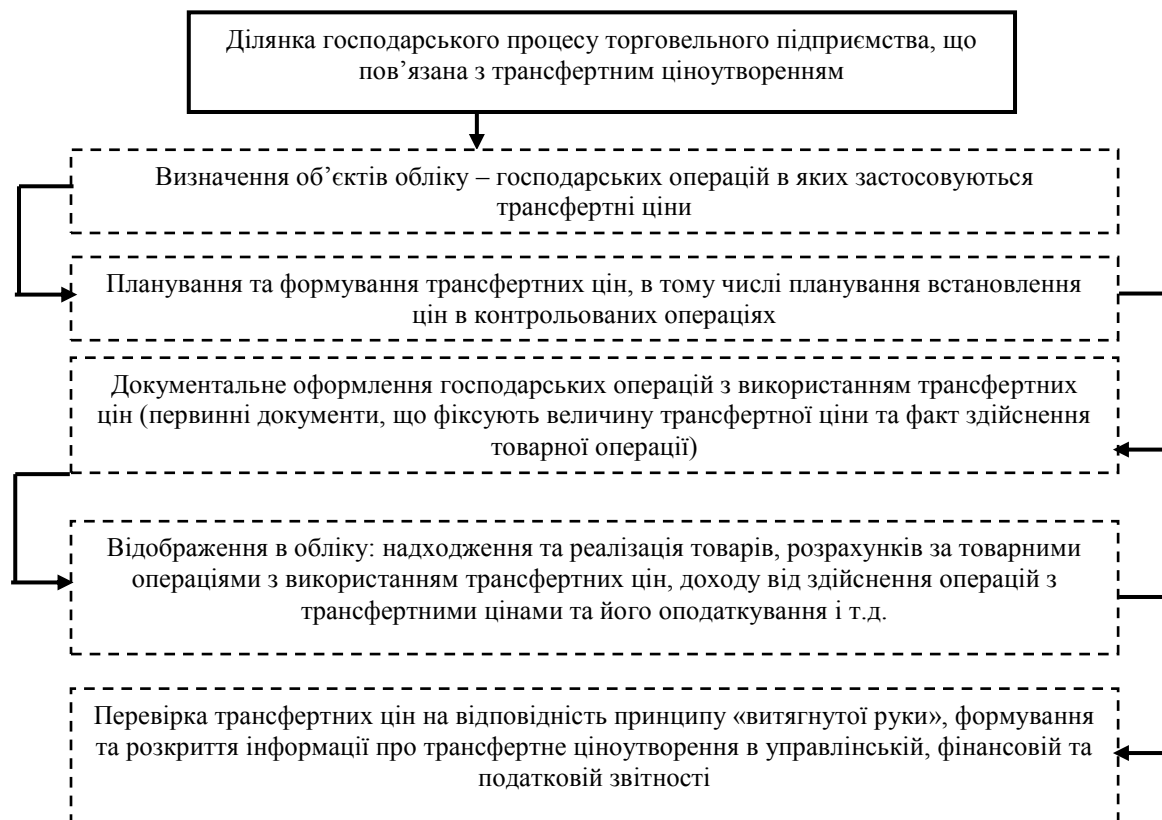 Ділянка господарського процесу торговельного підприємства, що
пов’язана з трансфертним ціноутворенням
Визначення об’єктів обліку – господарських операцій в яких застосовуються
трансфертні ціни
Планування та формування трансфертних цін, в тому числі планування встановлення
цін в контрольованих операціях
Документальне оформлення господарських операцій з використанням трансфертних
цін (первинні документи, що фіксують величину трансфертної ціни та факт здійснення
товарної операції)
Відображення в обліку: надходження та реалізація товарів, розрахунків за товарними
операціями з використанням трансфертних цін, доходу від здійснення операцій з
трансфертними цінами та його оподаткування і т.д.
Перевірка трансфертних цін на відповідність принципу «витягнутої руки», формування
та розкриття інформації про трансфертне ціноутворення в управлінській, фінансовій та
податковій звітності